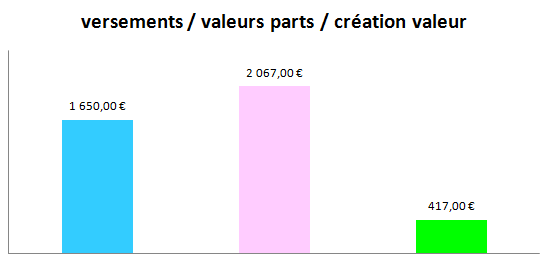 versements / valeurs parts / création valeur
1 650,00 €
2 067,00 €
417,00 €